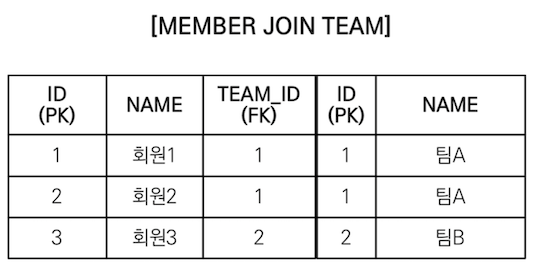 [MEMBER JOIN TEAM]
ID (PK) NAME TEAM_ID (FK) ID (PK) NAME
1 회원1 1 1 팀A
2 회원2 1 1 팀A
3 회원3 2 2 팀B